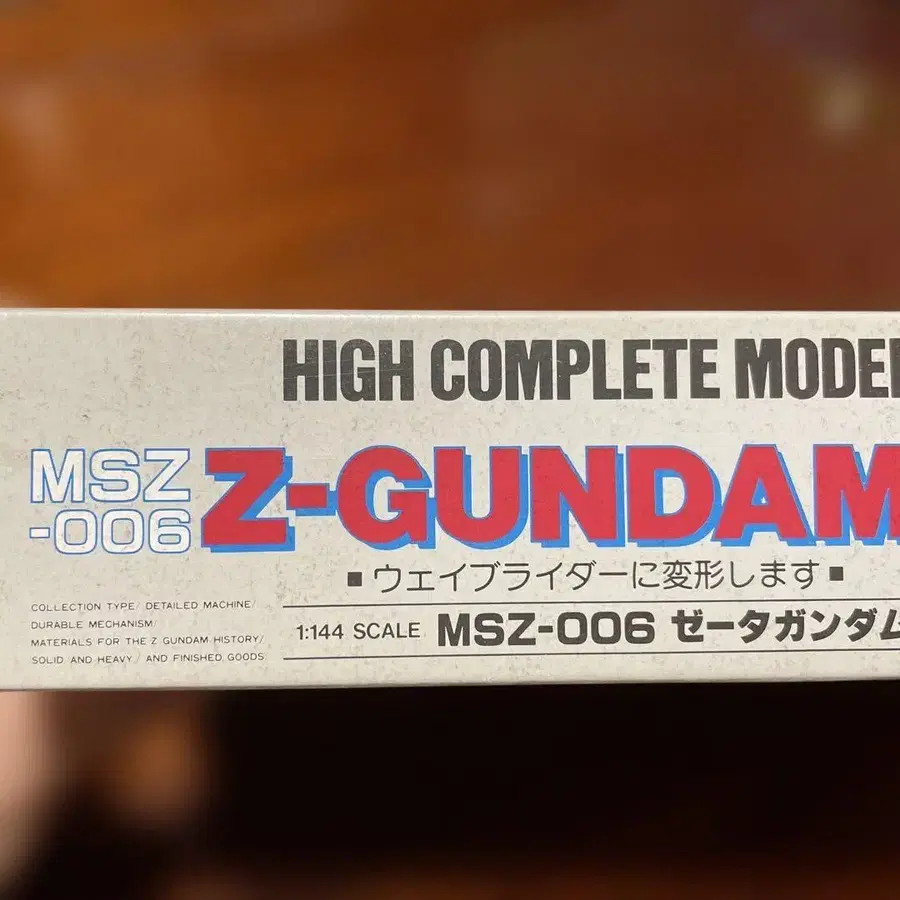 HIGH COMPLETE MODEL
MSZ
-006
Z-GUNDAM
■ウェイブライダーに変形します■
COLLECTION TYPE/ DETAILED MACHINE/
DURABLE MECHANISM/
MATERIALS FOR THE Z GUNDAM HISTORY/
SOLID AND HEAVY/ AND FINISHED GOODS
1:144 SCALE MSZ-006 ゼータガンダム